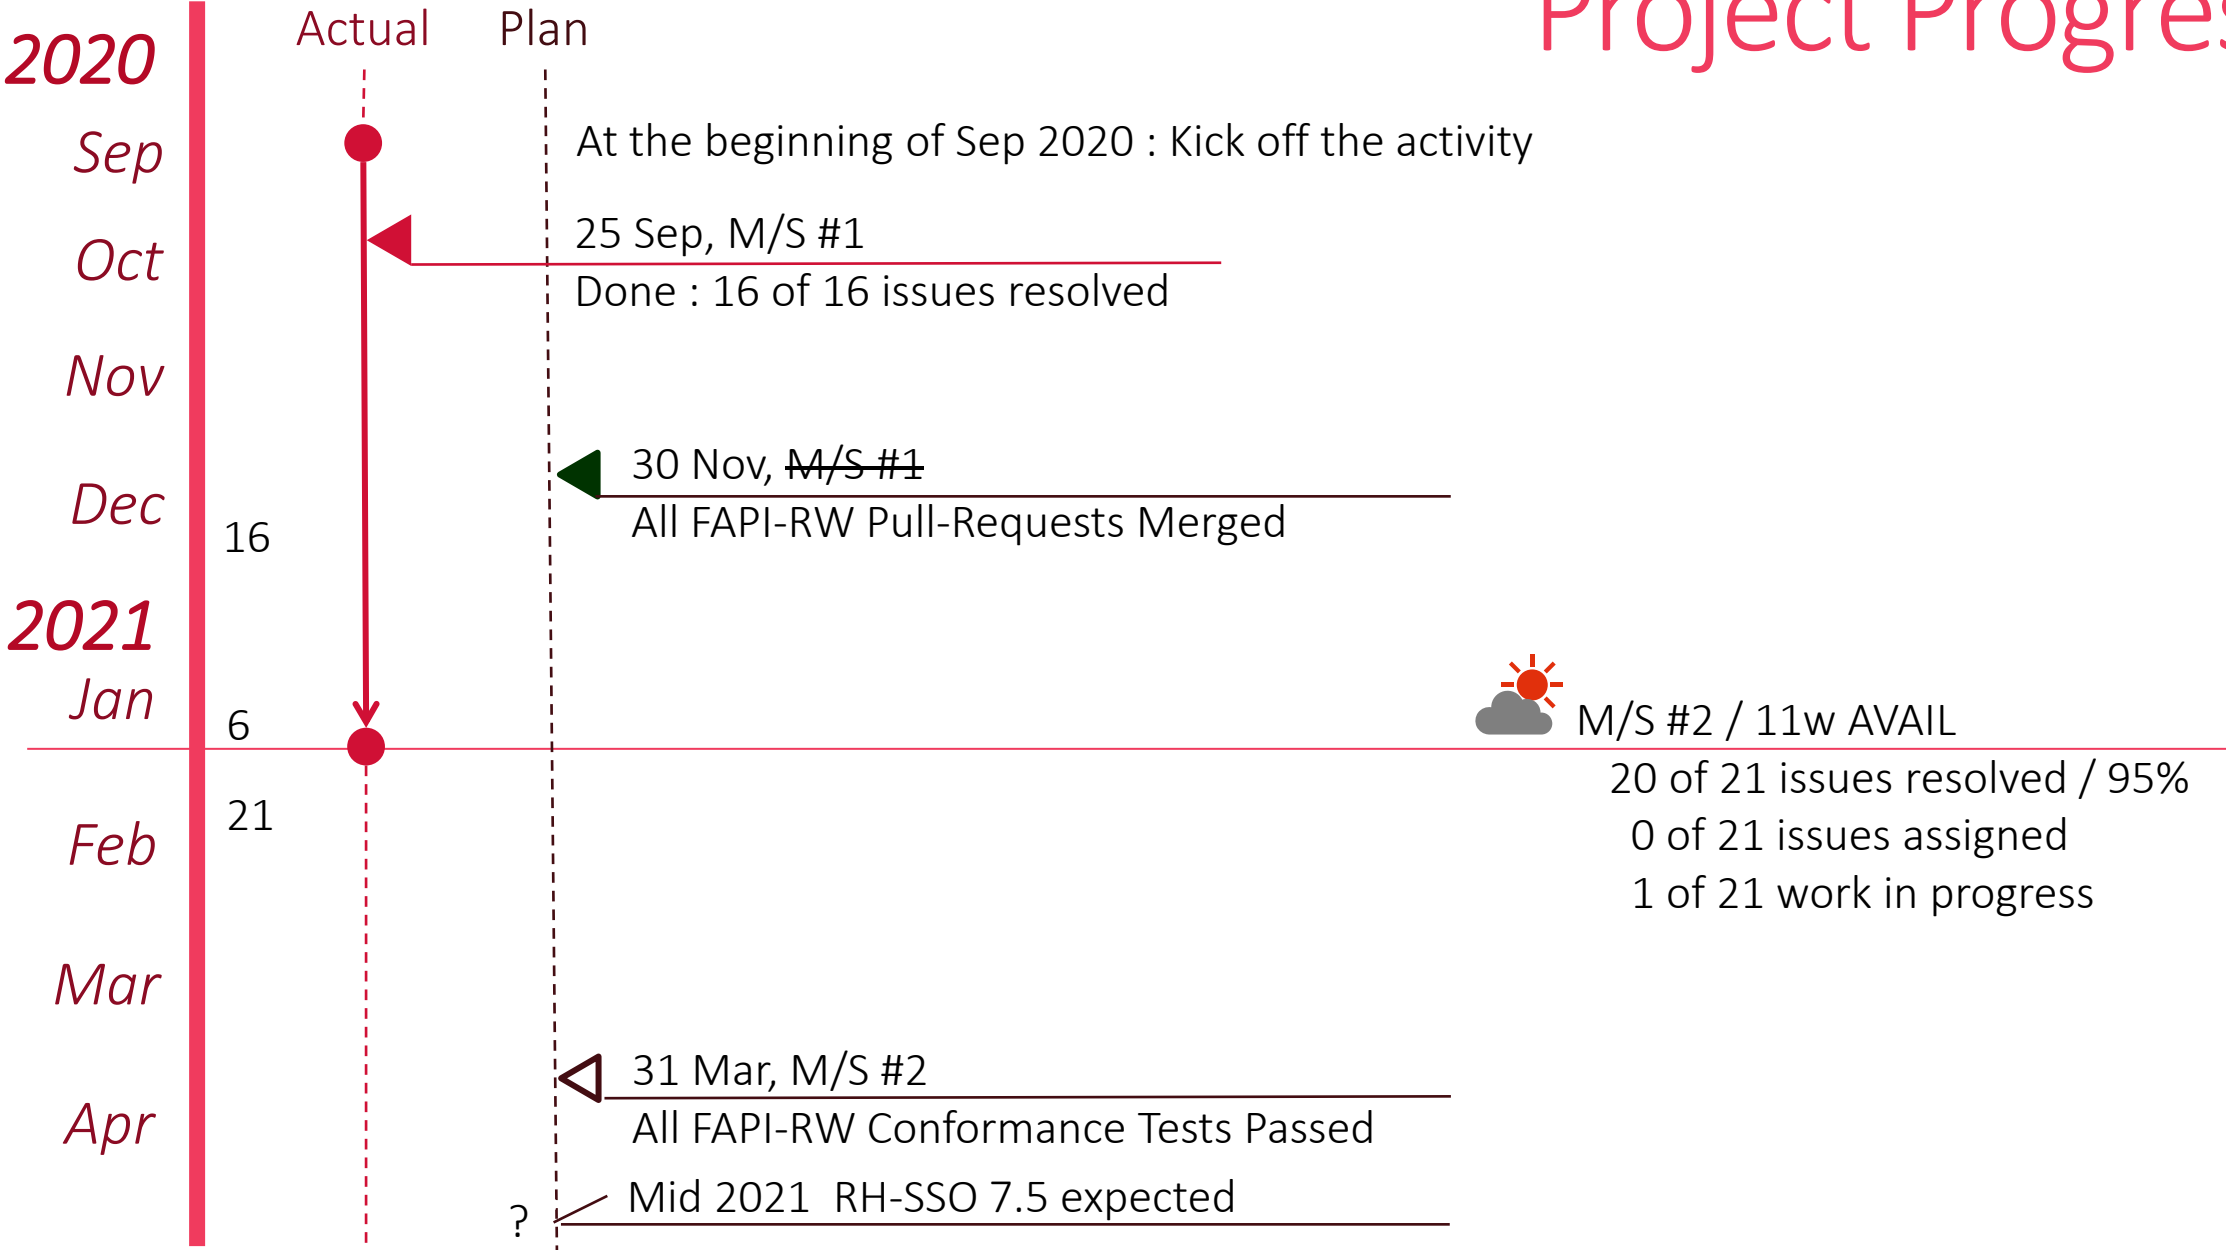 Project Progres
Actual Plan
2020
Sep
At the beginning of Sep 2020 : Kick off the activity
25 Sep, M/S #1
Oct
Done : 16 of 16 issues resolved
Nov
30 Nov, M/S #1
Dec
All FAPI-RW Pull-Requests Merged
16
2021
Jan
6
M/S #2 / 11w AVAIL
20 of 21 issues resolved / 95%
21
0 of 21 issues assigned
Feb
1 of 21 work in progress
Mar
31 Mar, M/S #2
Apr
All FAPI-RW Conformance Tests Passed
Mid 2021 RH-SSO 7.5 expected
?